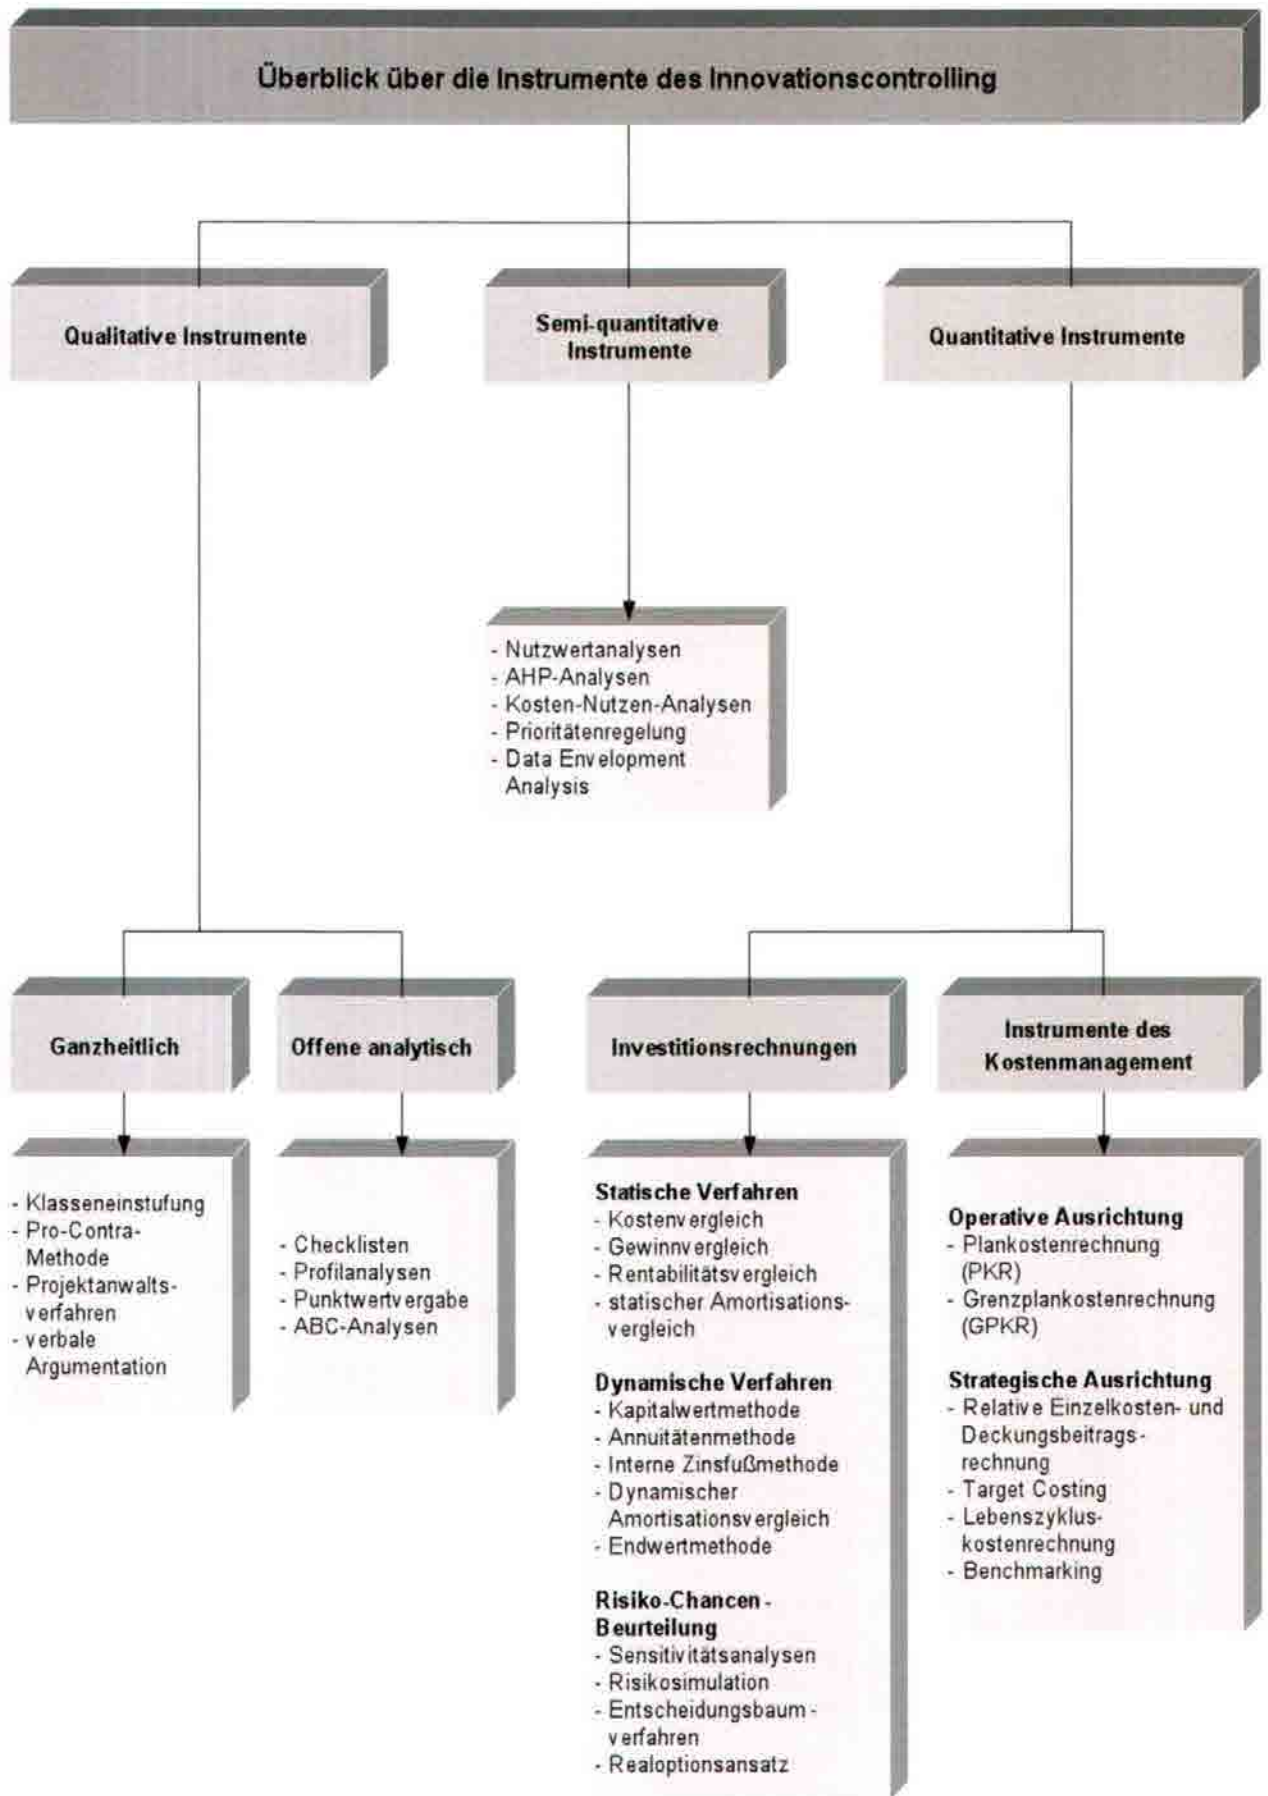 Überblick über die Instrumente des Innovationscontrolling
Qualitative Instrumente
Semi-quantitative
Instrumente
Quantitative Instrumente
- Nutzwertanalysen
- AHP-Analysen
- Kosten-Nutzen-Analysen
- Prioritätenregelung
- Data Envelopment
Analysis
Ganzheitlich
Offene analytisch
Investitionsrechnungen
Instrumente des
Kostenmanagement
- Klasseneinstufung
- Pro-Contra-
Methode
- Projektanwalts-
verfahren
- verbale
Argumentation
- Checklisten
- Profilanalysen
- Punktwertvergabe
- ABC-Analysen
Statische Verfahren
- Kostenvergleich
- Gewinnvergleich
- Rentabilitätsvergleich
- statischer Amortisations-
vergleich
Dynamische Verfahren
- Kapitalwertmethode
- Annuitätenmethode
- Interne Zinsfußmethode
- Dynamischer
Amortisationsvergleich
- Endwertmethode
Risiko-Chancen-
Beurteilung
- Sensitivitätsanalysen
- Risikosimulation
- Entscheidungsbaum-
verfahren
- Realoptionsansatz
Operative Ausrichtung
- Plankostenrechnung
(PKR)
- Grenzplankostenrechnung
(GPKR)
Strategische Ausrichtung
- Relative Einzelkosten- und
Deckungsbeitrags-
rechnung
- Target Costing
- Lebenszyklus-
kostenrechnung
- Benchmarking